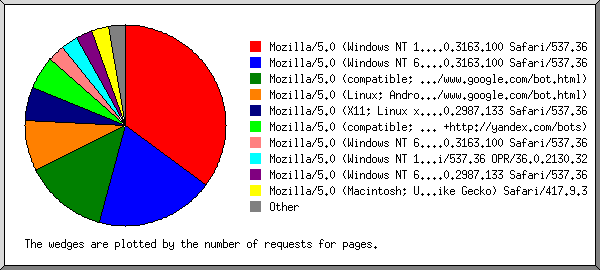 Mozilla/5.0 (Windows NT 1....0.3163.100 Safari/537.36
Mozilla/5.0 (Windows NT 6....0.3163.100 Safari/537.36
Mozilla/5.0 (compatible; .../www.google.com/bot.html)
Mozilla/5.0 (Linux; Andro.../www.google.com/bot.html)
Mozilla/5.0 (X11; Linux x....0.2987.133 Safari/537.36
Mozilla/5.0 (compatible; ... +http://yandex.com/bots)
Mozilla/5.0 (Windows NT 6....0.3163.100 Safari/537.36
Mozilla/5.0 (Windows NT 1...i/537.36 OPR/36.0.2130.32
Mozilla/5.0 (Windows NT 6....0.2987.133 Safari/537.36
Mozilla/5.0 (Macintosh; U...ike Gecko) Safari/417.9.3
Other
The wedges are plotted by the number of requests for pages.